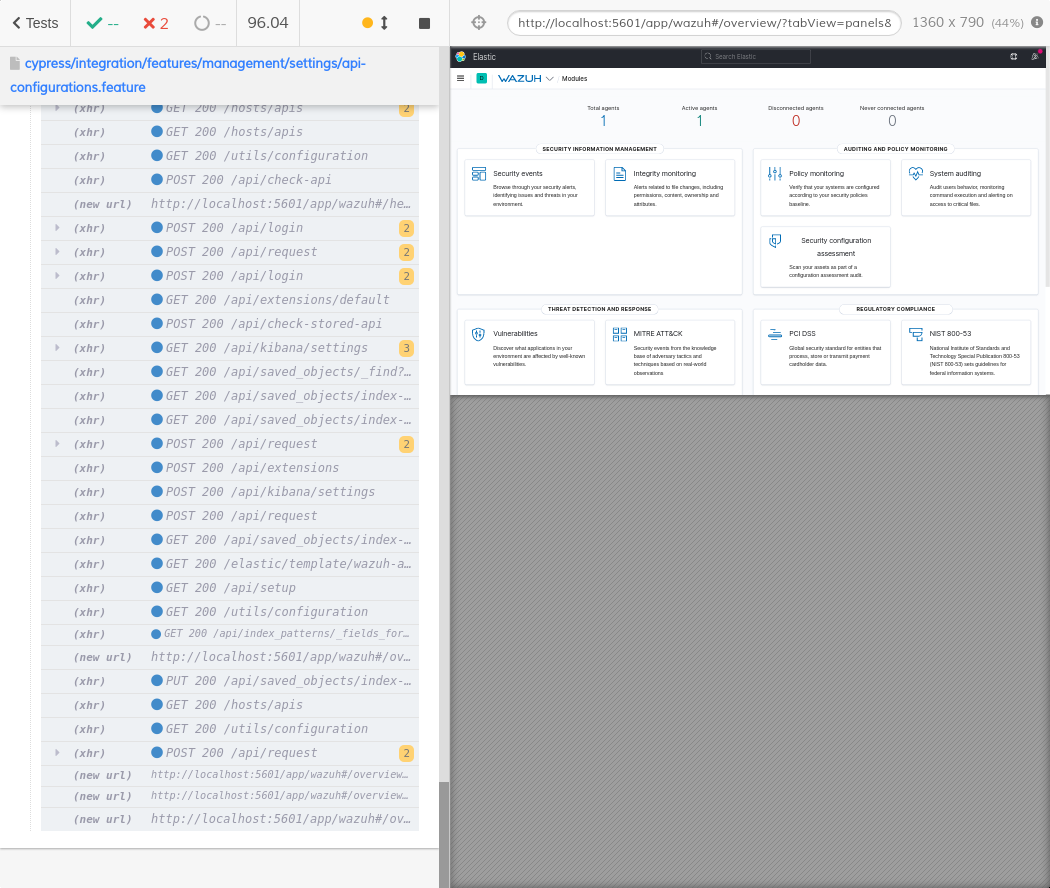 Tests
--
2
--
96.04
http://localhost:5601/app/wazuh#/overview/?tabView=panels&
1360 x 790 (44%)
cypress/integration/features/management/settings/api-
configurations.feature
(xhr) GET 200 /hosts/apis 2
(xhr) GET 200 /hosts/apis
(xhr) GET 200 /utils/configuration
(xhr) POST 200 /api/check-api
(new url) http://localhost:5601/app/wazuh#/he…
(xhr) POST 200 /api/login 2
(xhr) POST 200 /api/request 2
(xhr) POST 200 /api/login 2
(xhr) GET 200 /api/extensions/default
(xhr) POST 200 /api/check-stored-api
(xhr) GET 200 /api/kibana/settings 3
(xhr) GET 200 /api/saved_objects/_find?…
(xhr) GET 200 /api/saved_objects/index-…
(xhr) GET 200 /api/saved_objects/index-…
(xhr) POST 200 /api/request 2
(xhr) POST 200 /api/extensions
(xhr) POST 200 /api/kibana/settings
(xhr) POST 200 /api/request
(xhr) GET 200 /api/saved_objects/index-…
(xhr) GET 200 /elastic/template/wazuh-a…
(xhr) GET 200 /api/setup
(xhr) GET 200 /utils/configuration
(xhr) GET 200 /api/index_patterns/_fields_for…
(new url) http://localhost:5601/app/wazuh#/ov…
(xhr) PUT 200 /api/saved_objects/index-…
(xhr) GET 200 /hosts/apis
(xhr) GET 200 /utils/configuration
(xhr) POST 200 /api/request 2
(new url) http://localhost:5601/app/wazuh#/overview…
(new url) http://localhost:5601/app/wazuh#/overview…
(new url) http://localhost:5601/app/wazuh#/ov…
Elastic
Search Elastic
D
WAZUH
Modules
Total agents
1
Active agents
1
Disconnected agents
0
Never connected agents
0
SECURITY INFORMATION MANAGEMENT
Security events
Browse through your security alerts,
identifying issues and threats in your
environment.
Integrity monitoring
Alerts related to file changes, including
permissions, content, ownership and
attributes.
AUDITING AND POLICY MONITORING
Policy monitoring
Verify that your systems are configured
according to your security policies
baseline.
System auditing
Audit users behavior, monitoring
command execution and alerting on
access to critical files.
Security configuration
assessment
Scan your assets as part of a
configuration assessment audit.
THREAT DETECTION AND RESPONSE
Vulnerabilities
Discover what applications in your
environment are affected by well-known
vulnerabilities.
MITRE ATT&CK
Security events from the knowledge
base of adversary tactics and
techniques based on real-world
observations
REGULATORY COMPLIANCE
PCI DSS
Global security standard for entities that
process, store or transmit payment
cardholder data.
NIST 800-53
National Institute of Standards and
Technology Special Publication 800-53
(NIST 800-53) sets guidelines for
federal information systems.